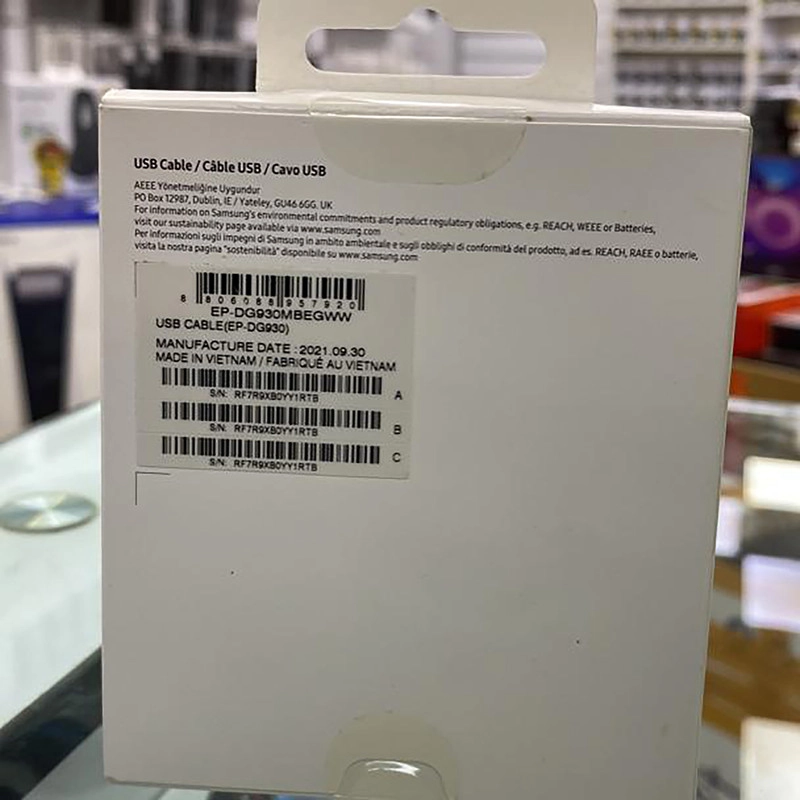 USB Cable / Câble USB / Cavo USB
AEEE Yönetmeliğine Uygundur
PO Box 12987, Dublin, IE / Yateley, GU46 6GG. UK
For information on Samsung's environmental commitments and product regulatory obligations, e.g. REACH, WEEE or Batteries,
visit our sustainability page available via www.samsung.com
Per informazioni sugli impegni di Samsung in ambito ambientale e sugli obblighi di conformità del prodotto, ad es. REACH, RAEE o batterie,
visita la nostra pagina "sostenibilità" disponibile su www.samsung.com
8 806088 957920
EP-DG930MBEGWW
USB CABLE(EP-DG930)
MANUFACTURE DATE : 2021.09.30
MADE IN VIETNAM / FABRIQUÉ AU VIETNAM
A
S/N: RF7R9XB0YY1RTB
B
S/N: RF7R9XB0YY1RTB
C
S/N: RF7R9XB0YY1RTB